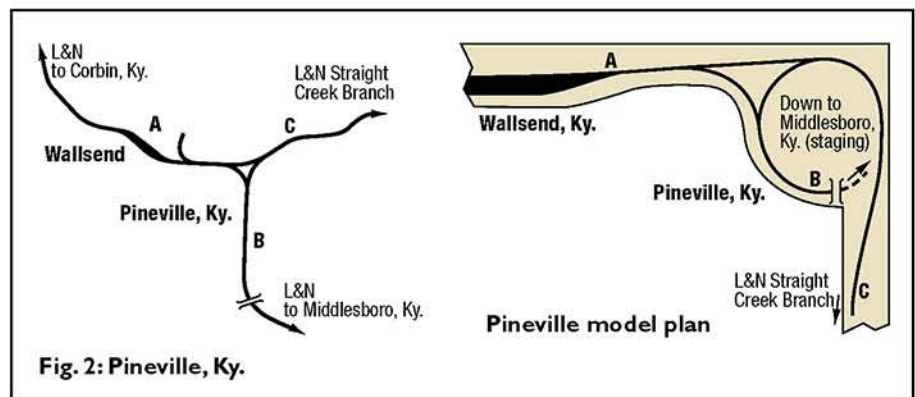 L&N
to Corbin, Ky.
A
Wallsend
L&N Straight
Creek Branch
C
Pineville, Ky.
B
L&N
to Middlesboro, Ky.
Fig. 2: Pineville, Ky.
A
Wallsend, Ky.
Down to
Middlesboro,
Ky. (staging)
B
Pineville, Ky.
L&N Straight
Creek Branch
C
Pineville model plan